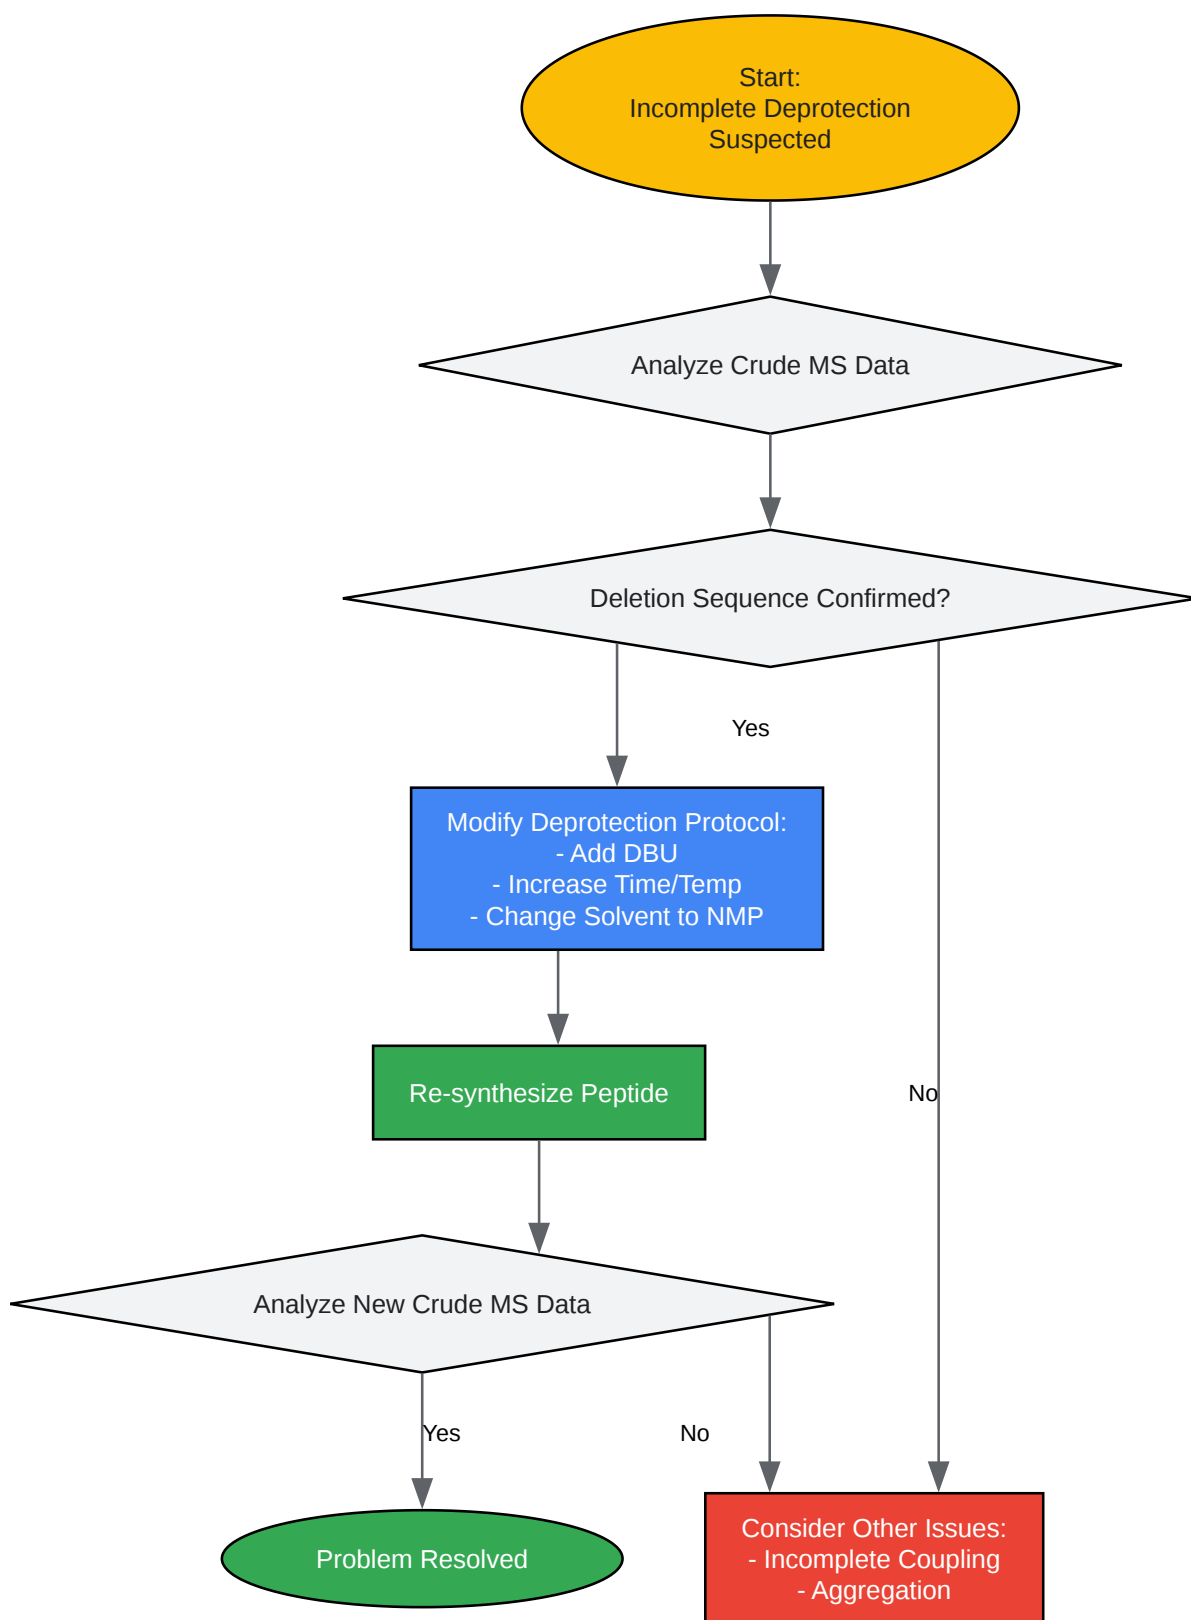 Start:
Incomplete Deprotection
Suspected
Analyze Crude MS Data
Deletion Sequence Confirmed?
Yes
Modify Deprotection Protocol:
- Add DBU
- Increase Time/Temp
- Change Solvent to NMP
Re-synthesize Peptide
No
Analyze New Crude MS Data
Yes
No
Problem Resolved
Consider Other Issues:
- Incomplete Coupling
- Aggregation